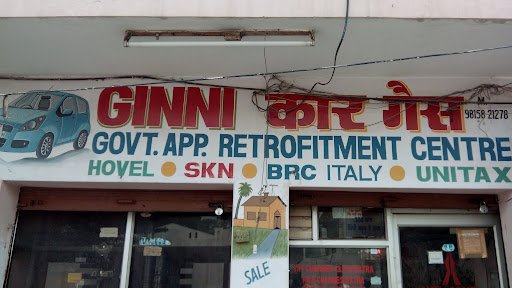 GINNI कार गैस M 98158-21278
GOVT. APP. RETROFITMENT CENTRE
HOVEL • SKN • BRC ITALY • UNITAX
SALE